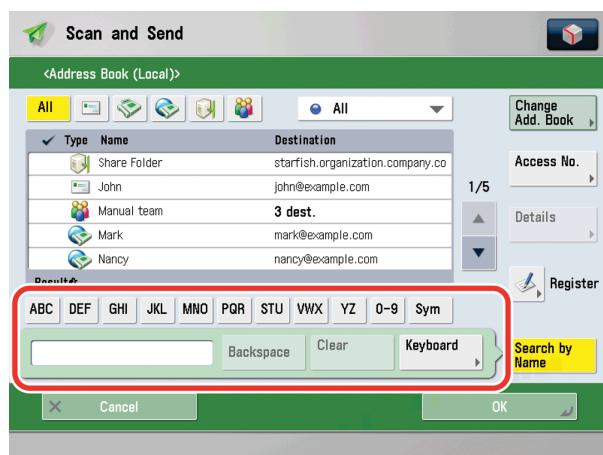 Scan and Send
<Address Book (Local)>
All
All
Change
Add. Book
Type Name Destination
Share Folder starfish.organization.company.co
John john@example.com
Manual team 3 dest.
Mark mark@example.com
Nancy nancy@example.com
1/5
Access No.
Details
Register
ABC DEF GHI JKL MNO PQR STU VWX YZ 0-9 Sym
Backspace Clear Keyboard
Search by
Name
Cancel OK